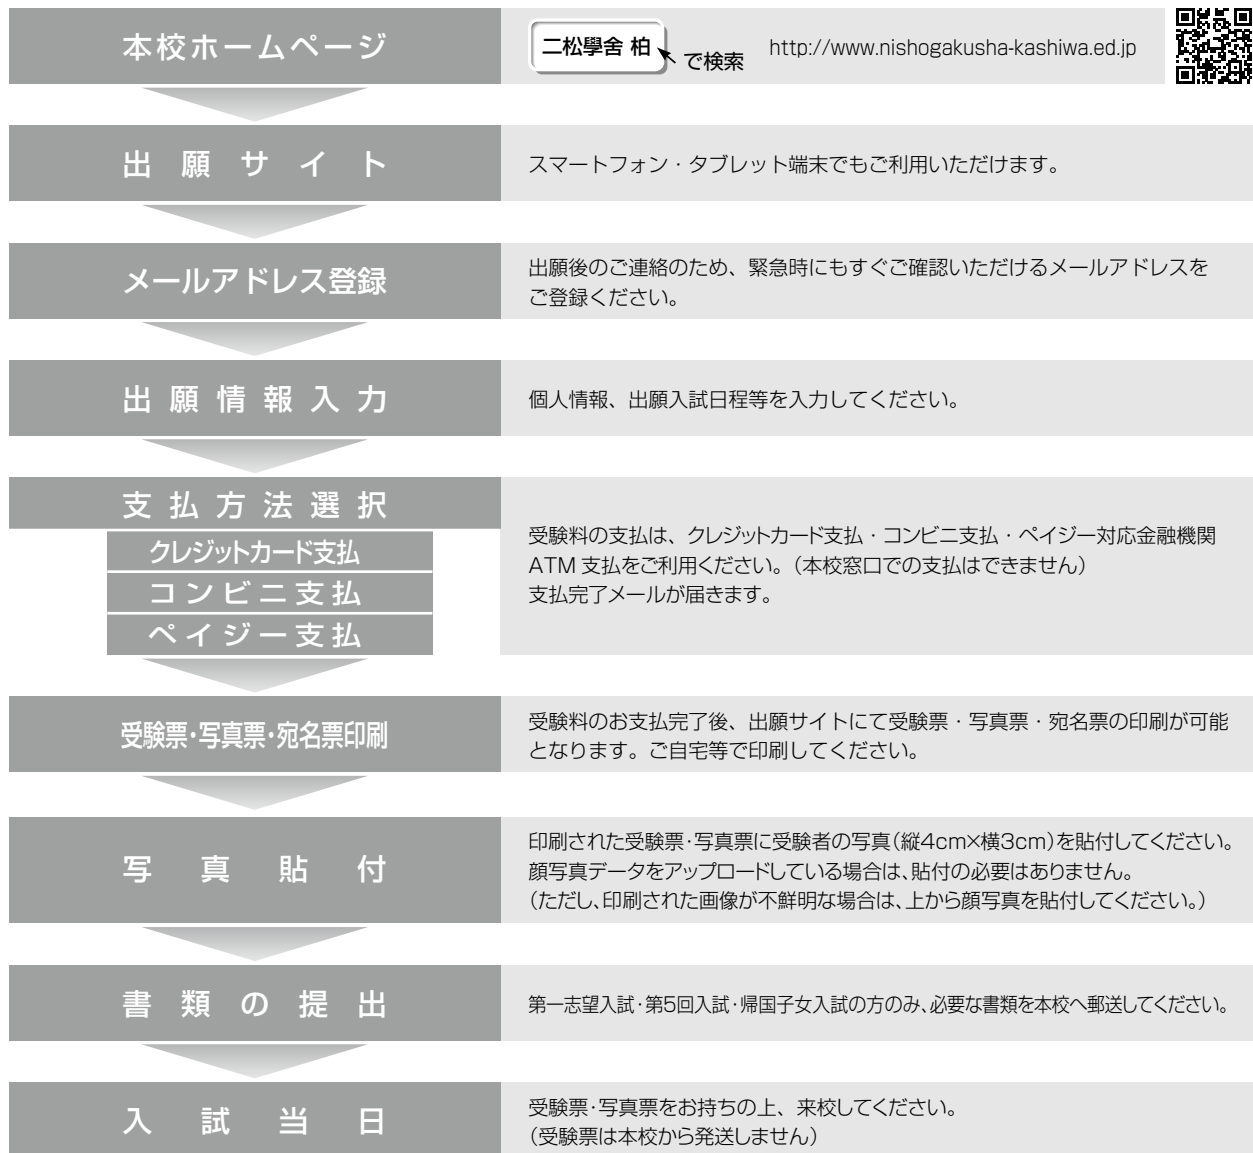 本校ホームページ
二松學舎 柏 で検索 http://www.nishogakusha-kashiwa.ed.jp
出願サイト
スマートフォン・タブレット端末でもご利用いただけます。
メールアドレス登録
出願後のご連絡のため、緊急時にもすぐご確認いただけるメールアドレスを
ご登録ください。
出願情報入力
個人情報、出願入試日程等を入力してください。
支払方法選択
クレジットカード支払
コンビニ支払
ペイジー支払
受験料の支払は、クレジットカード支払・コンビニ支払・ペイジー対応金融機関
ATM 支払をご利用ください。（本校窓口での支払はできません）
支払完了メールが届きます。
受験票・写真票・宛名票印刷
受験料のお支払完了後、出願サイトにて受験票・写真票・宛名票の印刷が可能
となります。ご自宅等で印刷してください。
写真貼付
印刷された受験票・写真票に受験者の写真（縦4cm×横3cm）を貼付してください。
顔写真データをアップロードしている場合は、貼付の必要はありません。
（ただし、印刷された画像が不鮮明な場合は、上から顔写真を貼付してください。）
書類の提出
第一志望入試・第5回入試・帰国子女入試の方のみ、必要な書類を本校へ郵送してください。
入試当日
受験票・写真票をお持ちの上、来校してください。
（受験票は本校から発送しません）